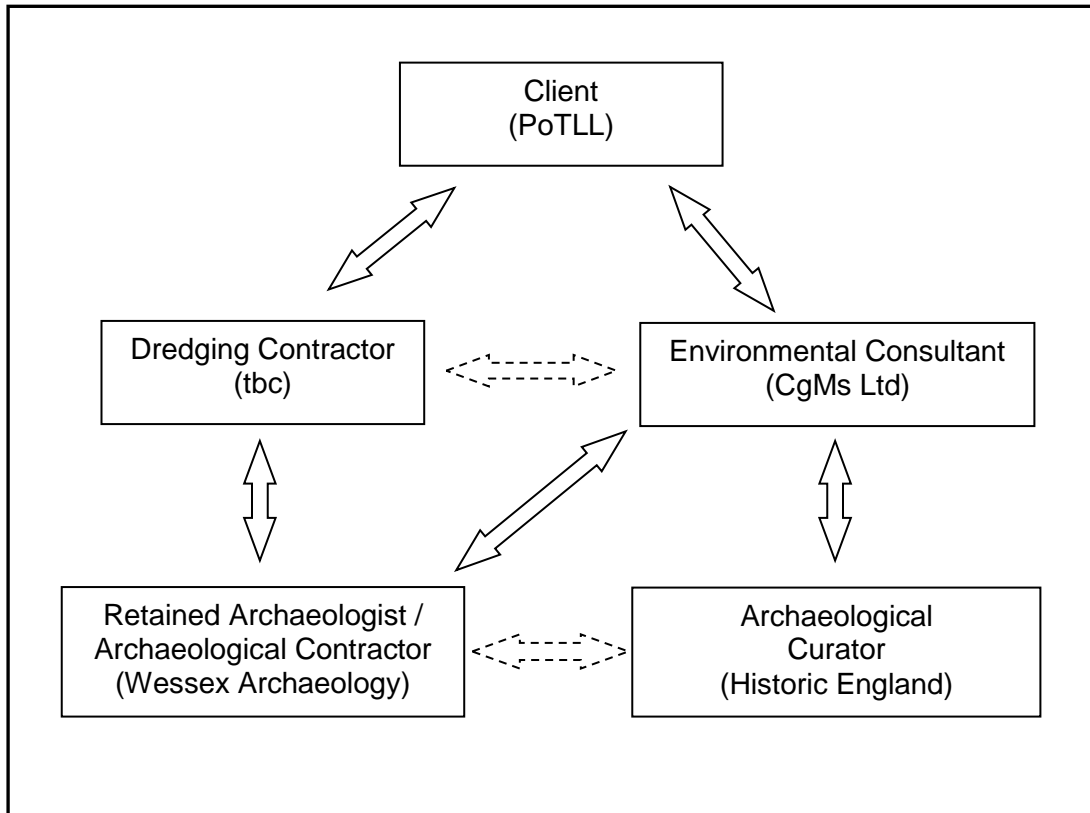 Client
(PoTLL)
Dredging Contractor
(tbc)
Environmental Consultant
(CgMs Ltd)
Retained Archaeologist /
Archaeological Contractor
(Wessex Archaeology)
Archaeological
Curator
(Historic England)